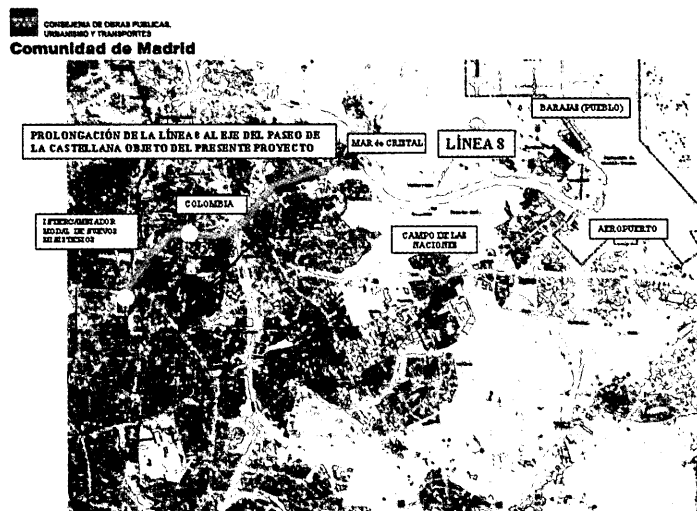 CONSEJERIA DE OBRAS PUBLICAS,
URBANISMO Y TRANSPORTES
Comunidad de Madrid
BARAJAS (PUEBLO)
PROLONGACIÓN DE LA LÍNEA 8 AL EJE DEL PASEO DE
LA CASTELLANA OBJETO DEL PRESENTE PROYECTO
MAR de CRISTAL
LÍNEA 8
COLOMBIA
INTERCAMBIADOR
MODAL DE NUEVOS
MINISTERIOS
CAMPO DE LAS
NACIONES
AEROPUERTO